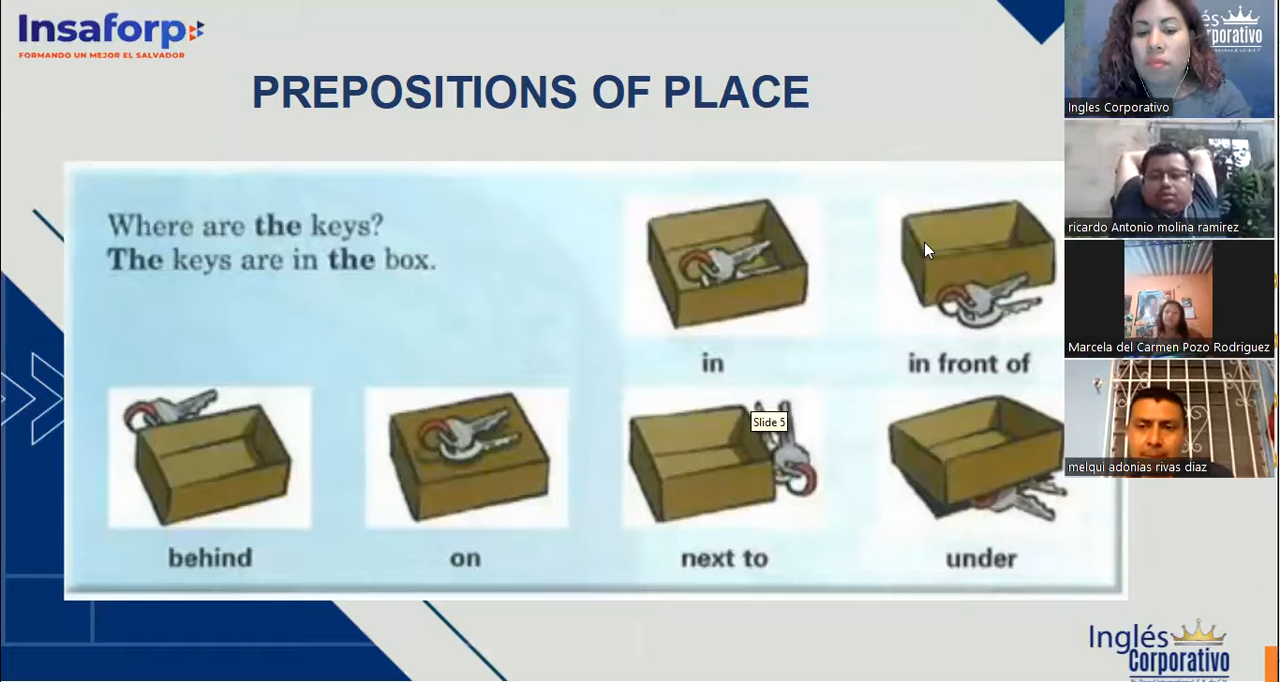 Insaforp
FORMANDO UN MEJOR EL SALVADOR
PREPOSITIONS OF PLACE
Where are the keys?
The keys are in the box.
in
in front of
behind
on
next to
under
Slide 5
és
rporativo
Ingles Corporativo
ricardo Antonio molina ramirez
Marcela del Carmen Pozo Rodriguez
melqui adonias rivas diaz
Inglés
Corporativo